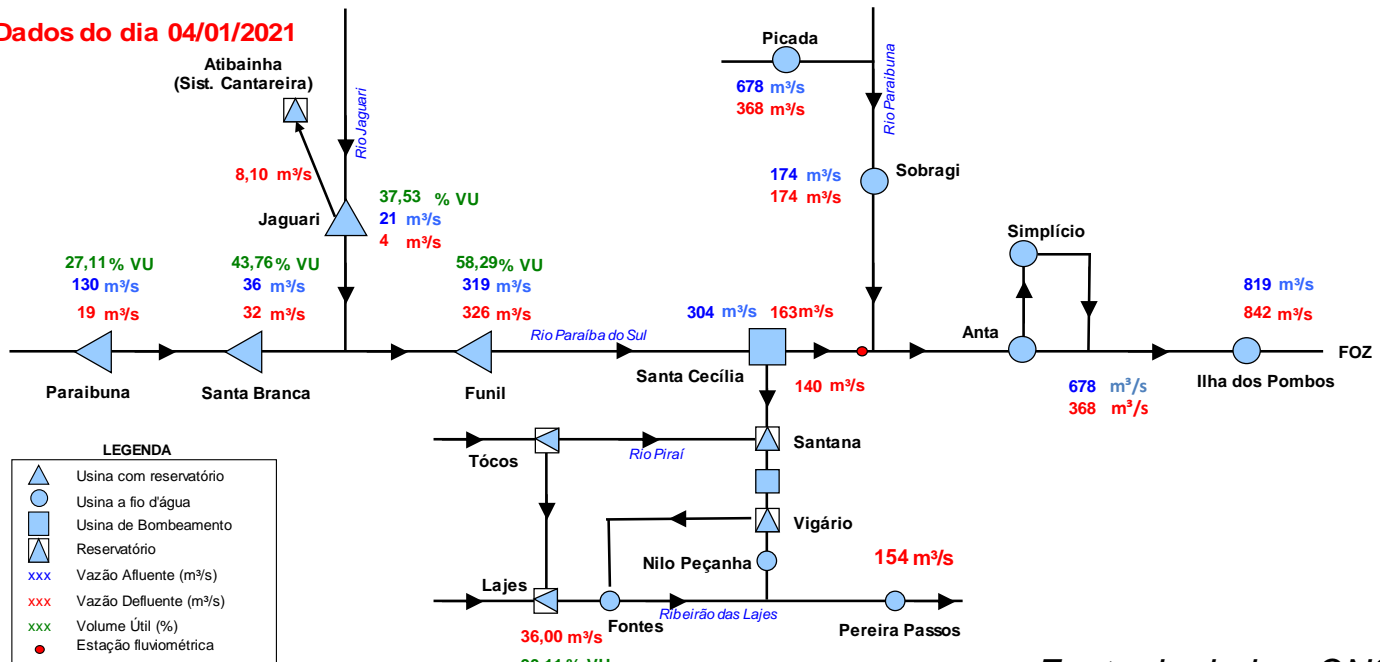 Dados do dia 04/01/2021
Atibainha
(Sist. Cantareira)
Rio Jaguari
8,10 m³/s
Jaguari
37,53 % VU
21 m³/s
4 m³/s
Picada
678 m³/s
368 m³/s
Rio Paraibuna
174 m³/s
174 m³/s
Sobragi
Simplício
819 m³/s
842 m³/s
27,11 % VU
130 m³/s
19 m³/s
Paraibuna
43,76 % VU
36 m³/s
32 m³/s
Santa Branca
58,29% VU
319 m³/s
326 m³/s
Funil
Rio Paraíba do Sul
304 m³/s 163m³/s
Santa Cecília
140 m³/s
Anta
678 m³/s
368 m³/s
Ilha dos Pombos
FOZ
Tócos
Rio Piraí
Santana
Vigário
Nilo Peçanha
154 m³/s
Lajes
Fontes
Ribeirão das Lajes
Pereira Passos
36,00 m³/s
LEGENDA
Usina com reservatório
Usina a fio d'água
Usina de Bombeamento
Reservatório
xxx Vazão Afluente (m³/s)
xxx Vazão Defluente (m³/s)
xxx Volume Útil (%)
Estação fluviométrica